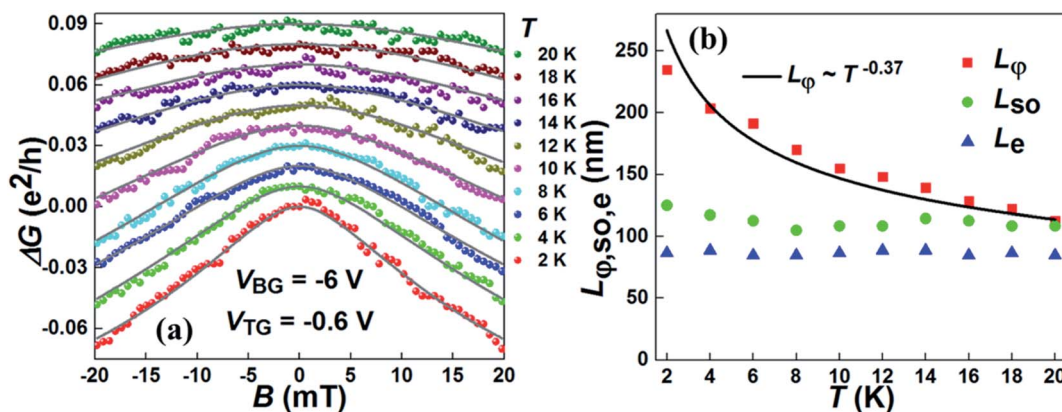 0.09
0.06
0.03
0.00
-0.03
-0.06
ΔG (e²/h)
-20 -15 -10 -5 0 5 10 15 20
B (mT)
(a)
V_BG = -6 V
V_TG = -0.6 V
T
20 K
18 K
16 K
14 K
12 K
10 K
8 K
6 K
4 K
2 K
(b)
250
200
150
100
50
0
L_φ,so,e (nm)
2 4 6 8 10 12 14 16 18 20
T (K)
L_φ ~ T^-0.37
L_φ
L_so
L_e